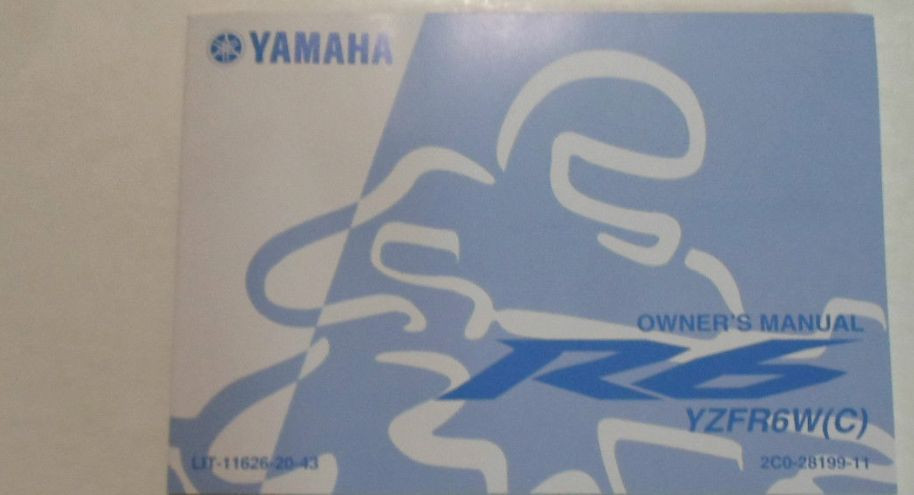 YAMAHA
OWNER'S MANUAL
R6
YZFR6W(C)
LIT-11626-20-43
2C0-28199-11